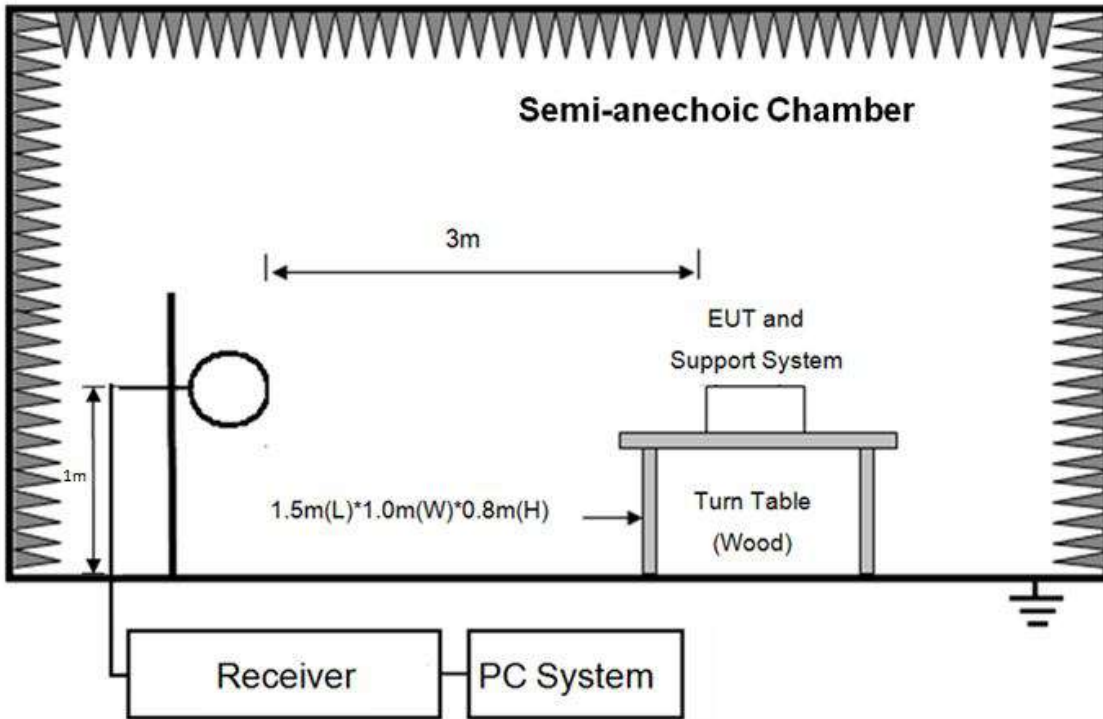 Semi-anechoic Chamber
3m
EUT and
Support System
1m
1.5m(L)*1.0m(W)*0.8m(H)
Turn Table
(Wood)
Receiver
PC System